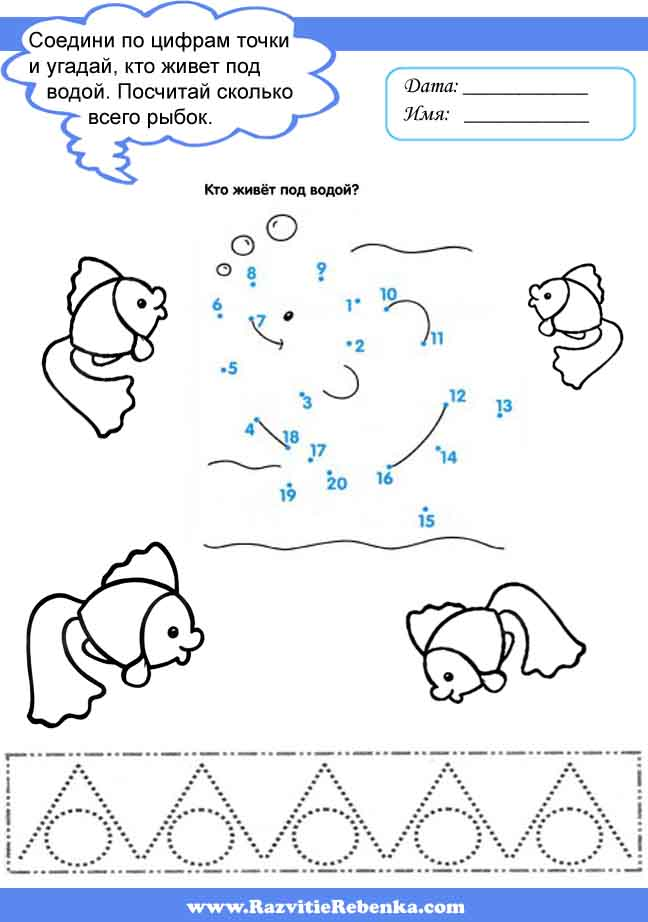 Соедини по цифрам точки
и угадай, кто живет под
водой. Посчитай сколько
всего рыбок.
Дата: ____________
Имя: ____________
Кто живёт под водой?
9
8
10
6
1
7
11
2
5
12
3
13
4
18
17
14
16
20
19
15
www.RazvitieRebenka.com